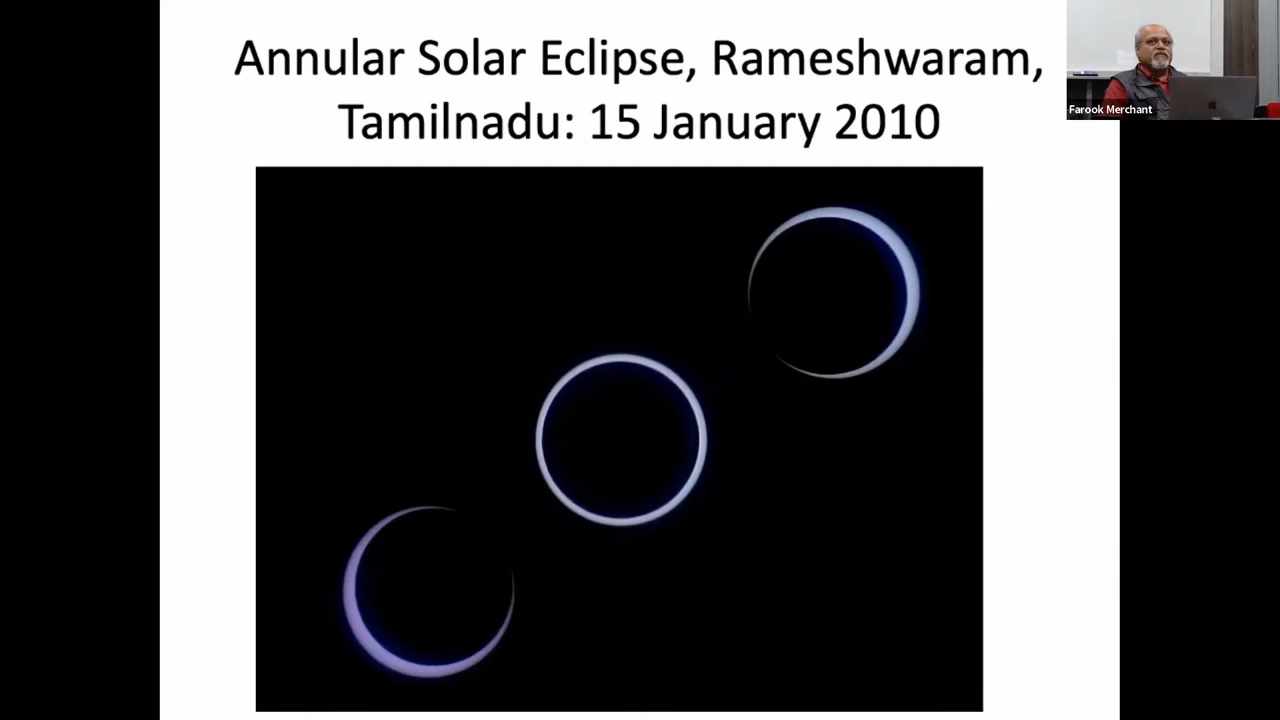 Annular Solar Eclipse, Rameshwaram,
Tamilnadu: 15 January 2010
Farook Merchant